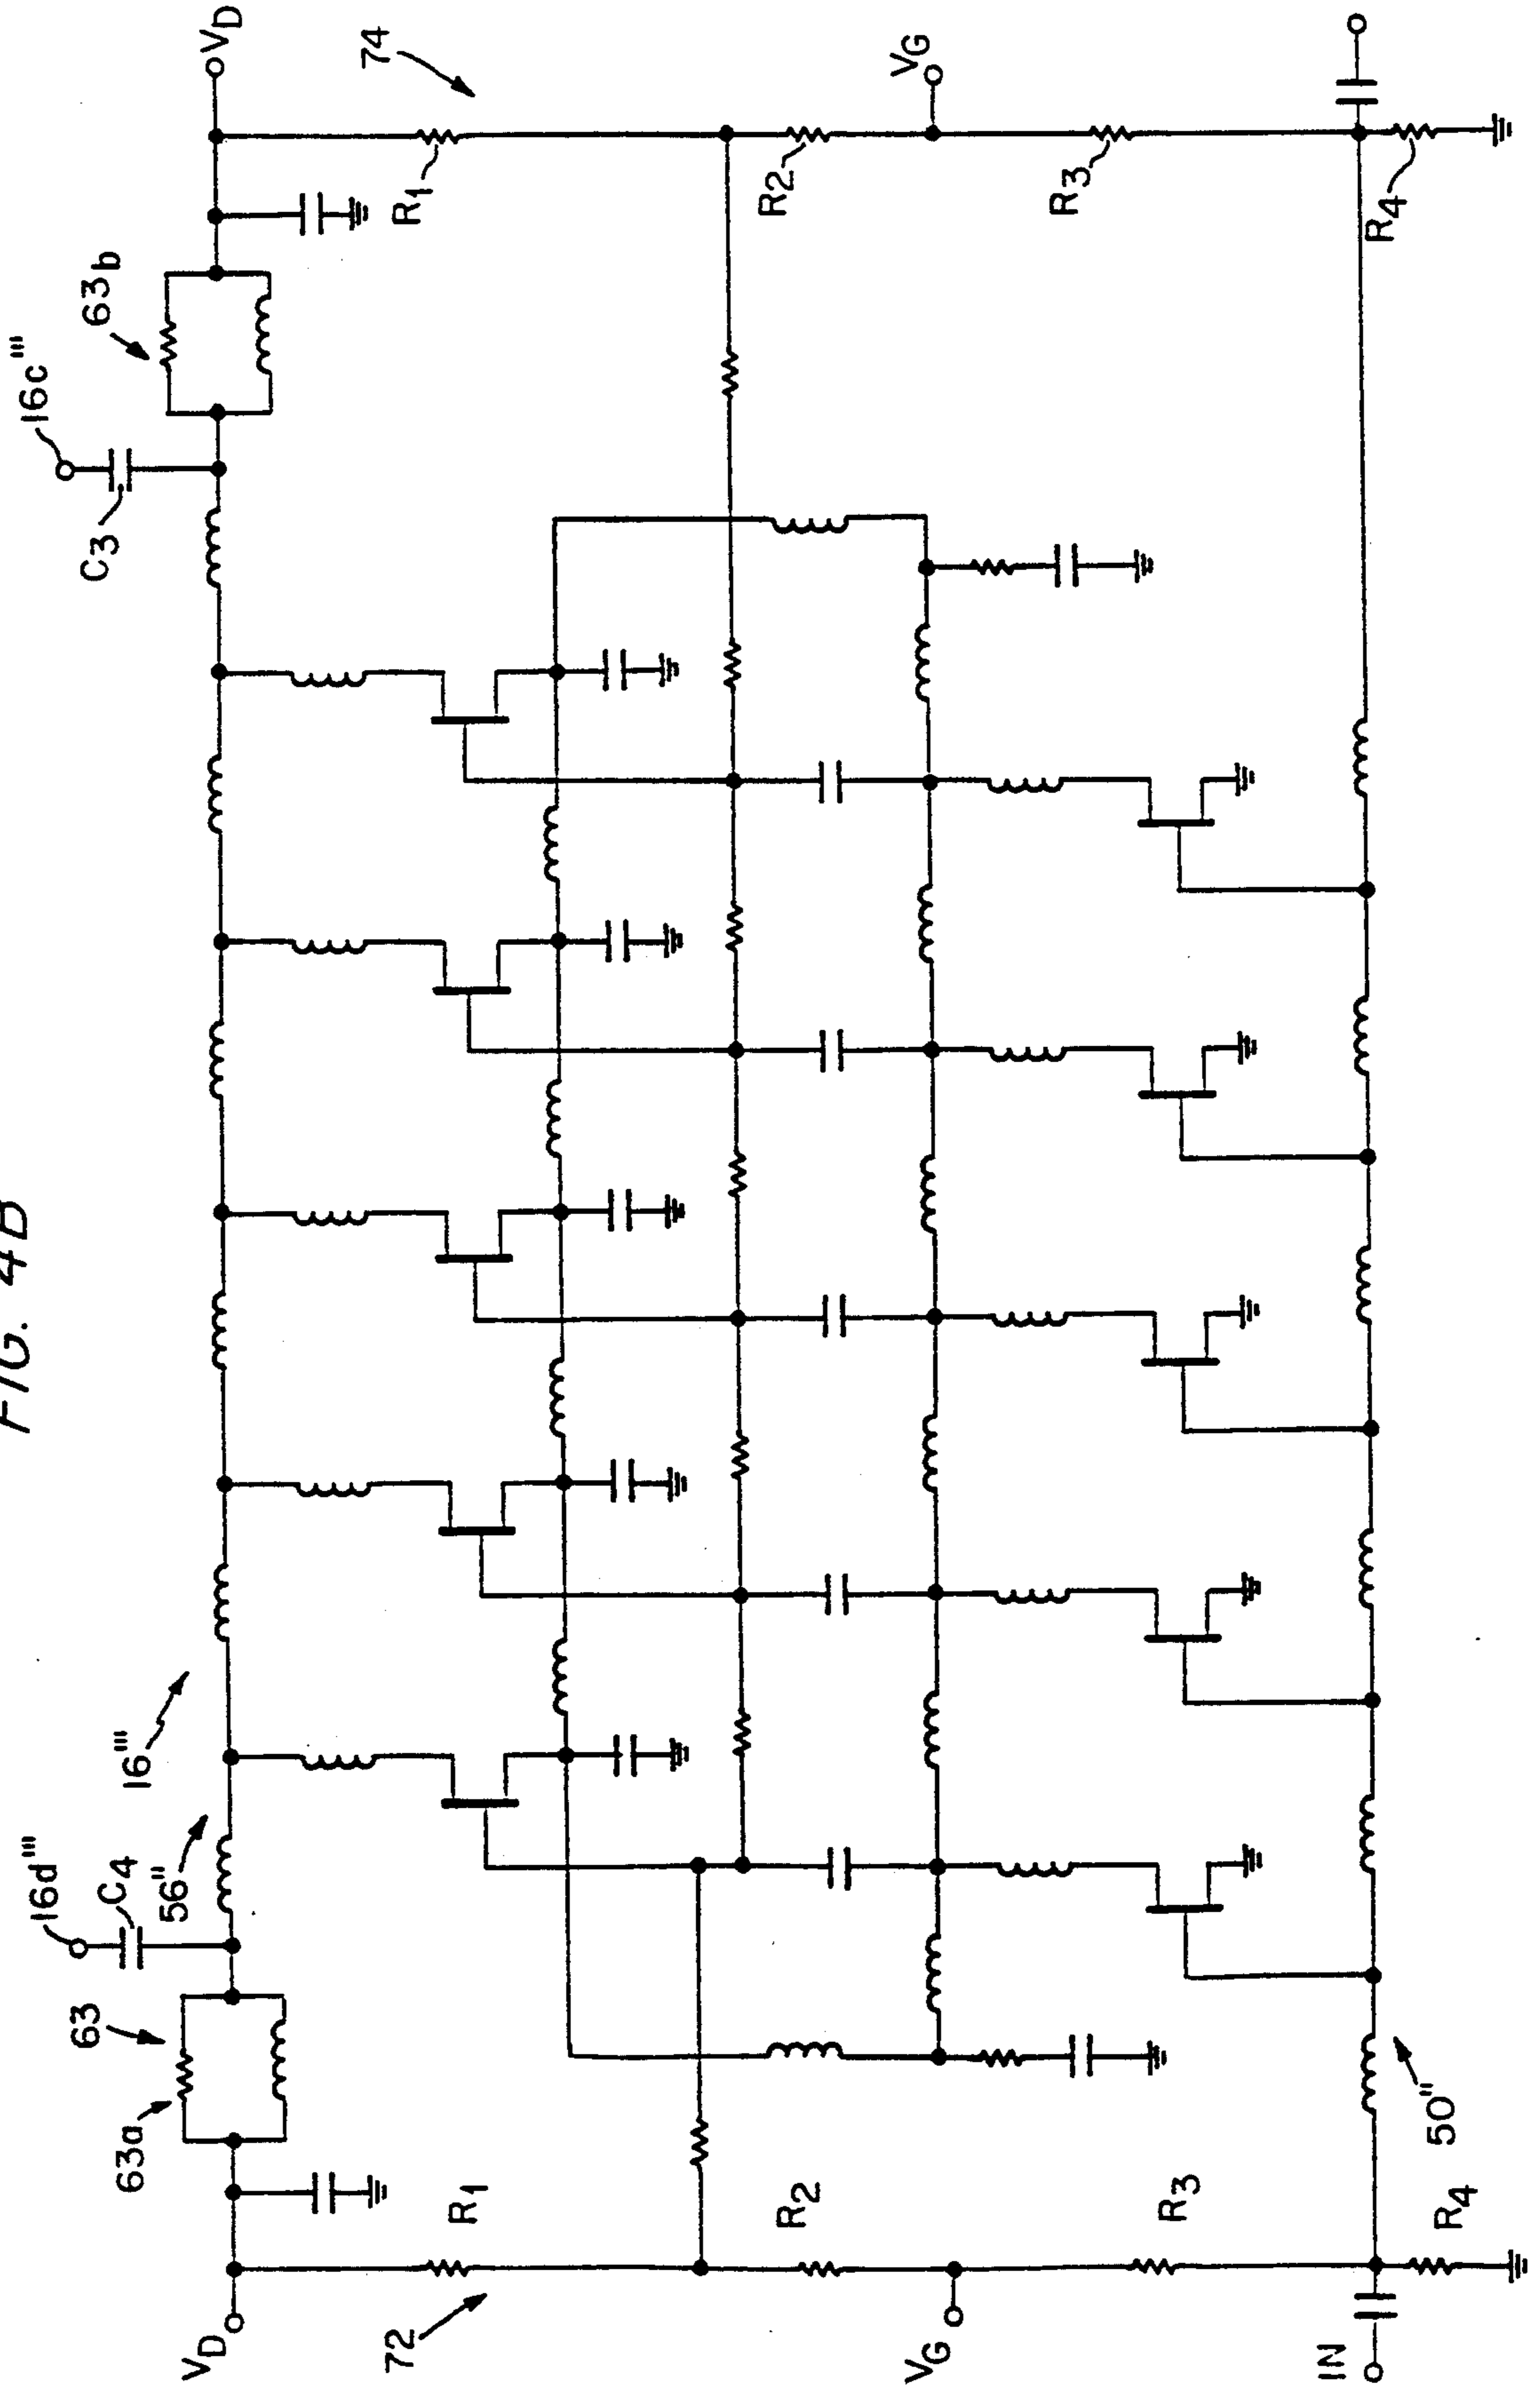 FIG. 4B
16d'''
C4
56"
16'''
16c'''
C3
63
63a
63b
VD
VD
72
74
R1
R1
R2
R2
VG
VG
R3
R3
R4
R4
IN
50"